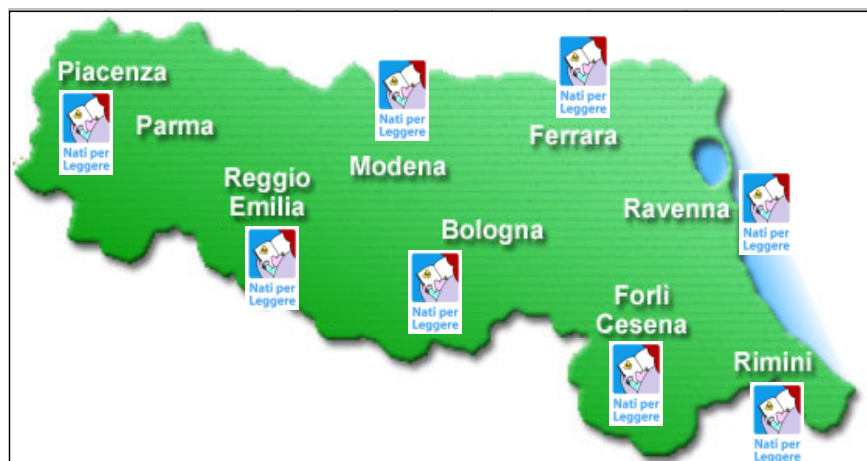 Piacenza
Nati per
Leggere
Parma
Reggio
Emilia
Nati per
Leggere
Nati per
Leggere
Modena
Bologna
Nati per
Leggere
Nati per
Leggere
Ferrara
Ravenna
Nati per
Leggere
Forlì
Cesena
Nati per
Leggere
Rimini
Nati per
Leggere